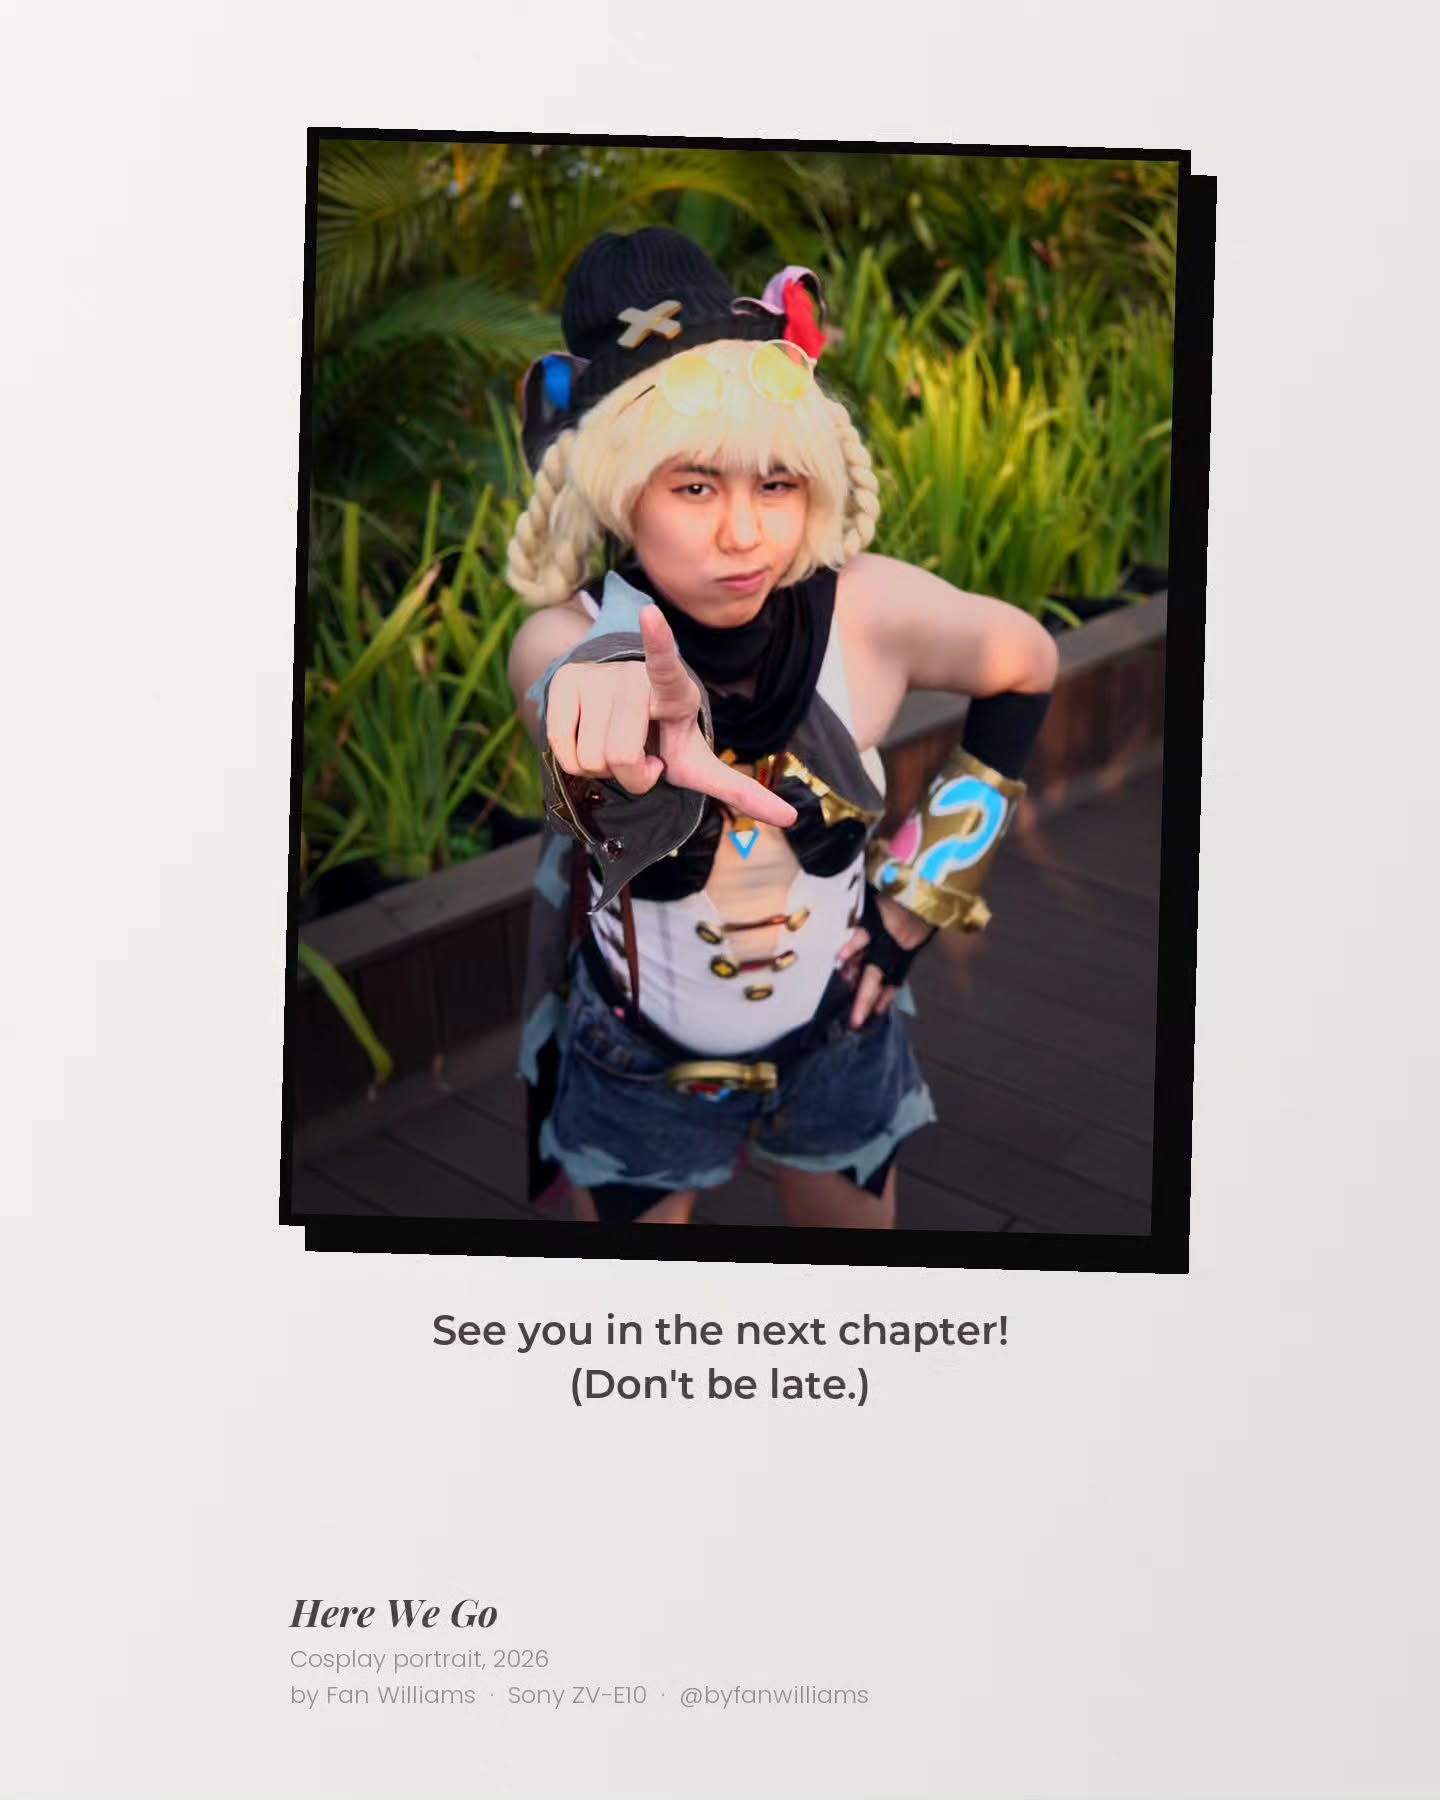 See you in the next chapter!
(Don't be late.)
Here We Go
Cosplay portrait, 2026
by Fan Williams · Sony ZV-E10 · @byfanwilliams